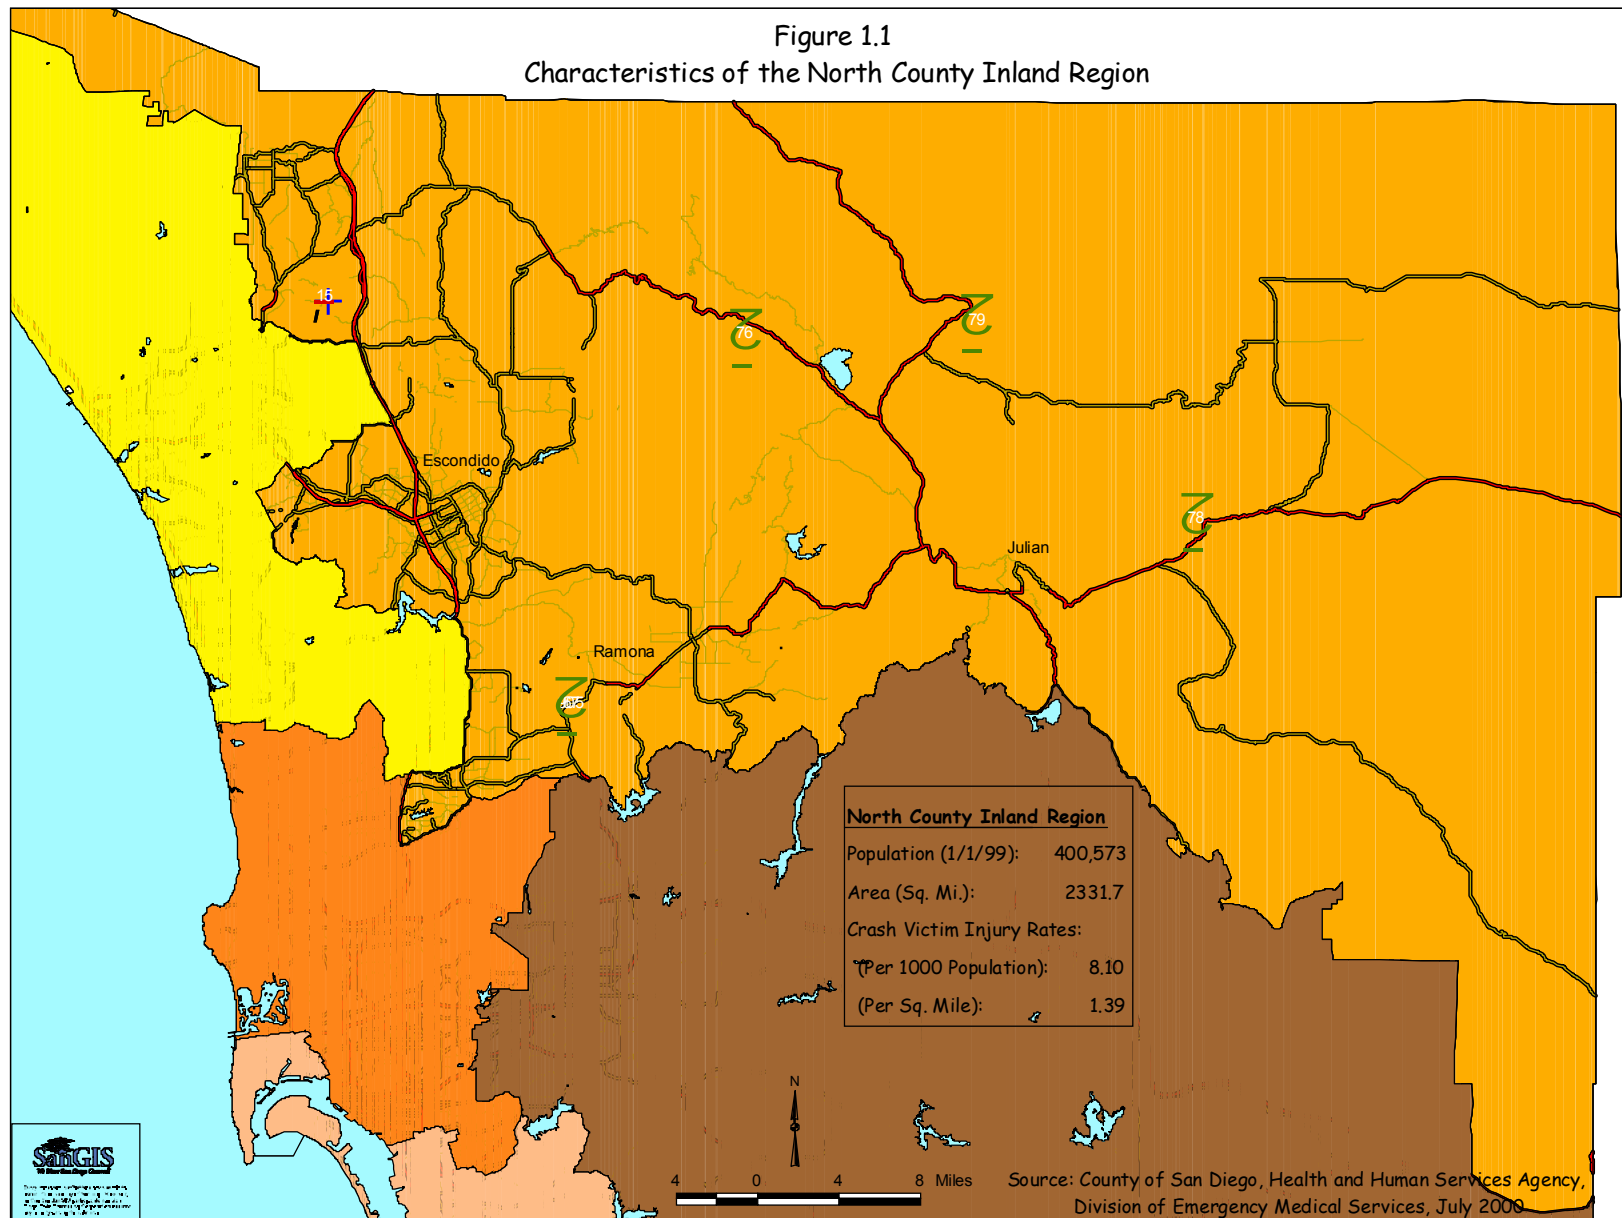 Figure 1.1
Characteristics of the North County Inland Region
15
76
79
Escondido
78
Julian
Ramona
North County Inland Region
Population (1/1/99): 400,573
Area (Sq. Mi.): 2331.7
Crash Victim Injury Rates:
(Per 1000 Population): 8.10
(Per Sq. Mile): 1.39
N
4 0 4 8 Miles
SanGIS
Source: County of San Diego, Health and Human Services Agency,
Division of Emergency Medical Services, July 2000